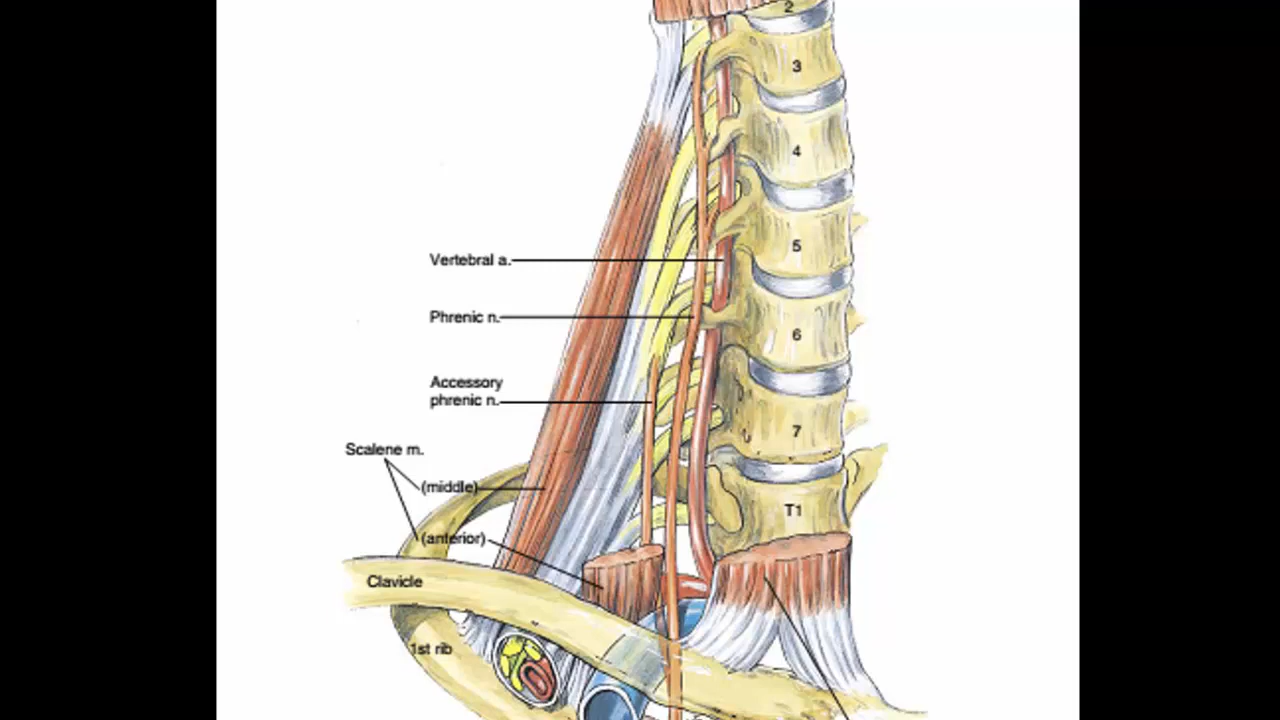 2
3
4
5
Vertebral a.
Phrenic n.
6
Accessory
phrenic n.
7
Scalene m.
(middle)
T1
(anterior)
Clavicle
1st rib